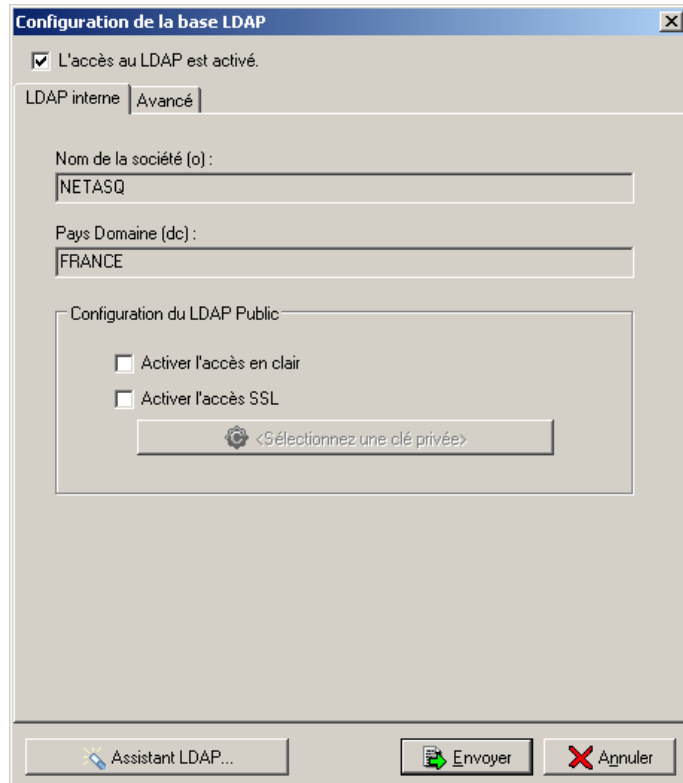 Configuration de la base LDAP
L'accès au LDAP est activé.
LDAP interne Avancé
Nom de la société (o) :
NETASQ
Pays Domaine (dc) :
FRANCE
Configuration du LDAP Public
Activer l'accès en clair
Activer l'accès SSL
<Sélectionnez une clé privée>
Assistant LDAP... Envoyer Annuler